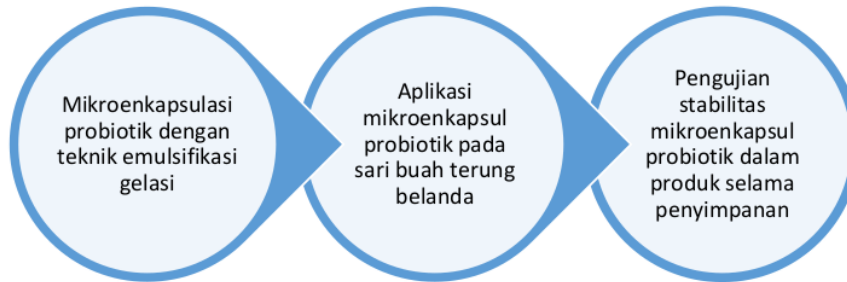 Mikroenkapsulasi
probiotik dengan
teknik emulsifikasi
gelasi
Aplikasi
mikroenkapsul
probiotik pada
sari buah terung
belanda
Pengujian
stabilitas
mikroenkapsul
probiotik dalam
produk selama
penyimpanan